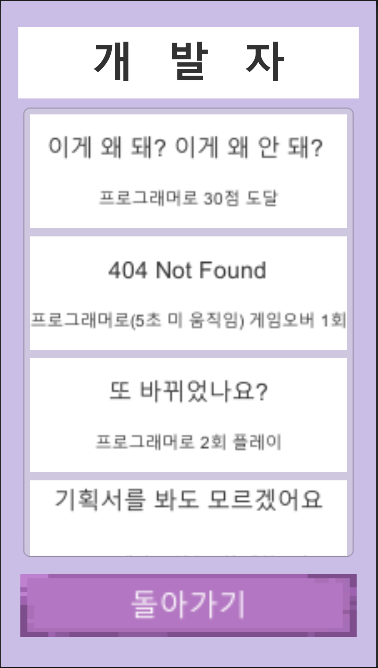 개 발 자
이게 왜 돼? 이게 왜 안 돼?
프로그래머로 30점 도달
404 Not Found
프로그래머로(5초 미 움직임) 게임오버 1회
또 바뀌었나요?
프로그래머로 2회 플레이
기획서를 봐도 모르겠어요
돌아가기